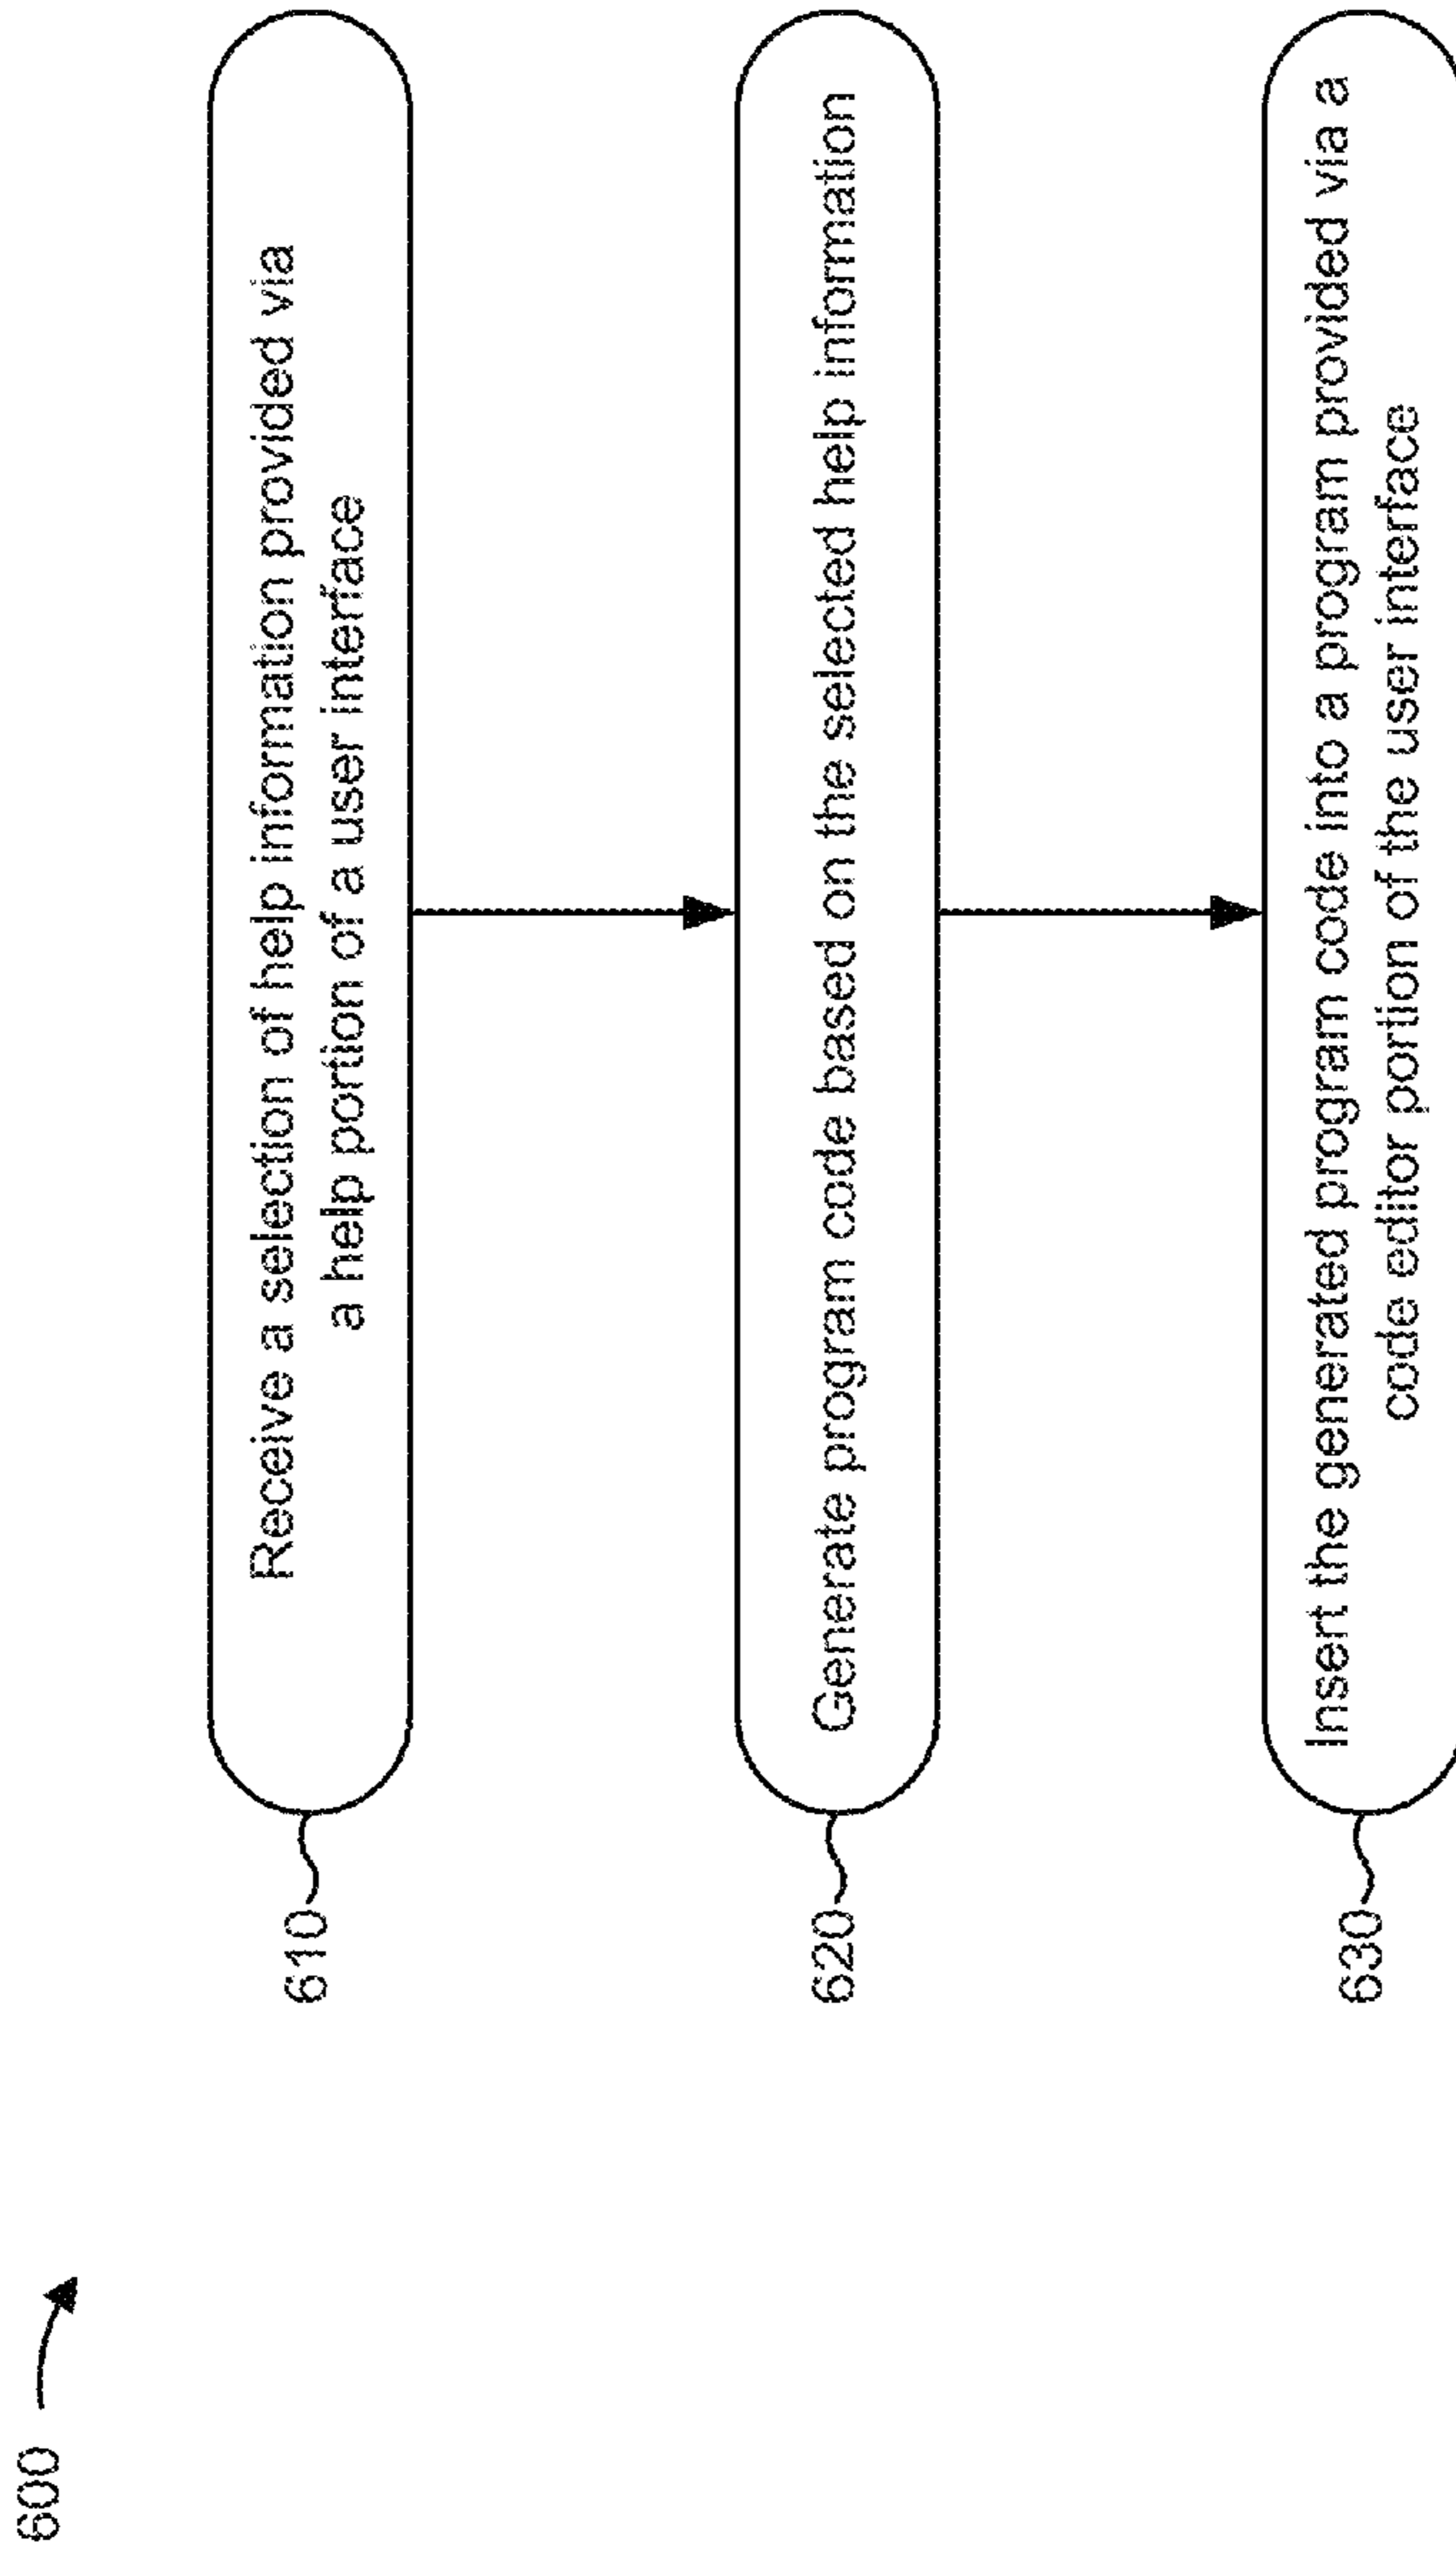 600
610
Receive a selection of help information provided via
a help portion of a user interface
620
Generate program code based on the selected help information
630
Insert the generated program code into a program provided via a
code editor portion of the user interface